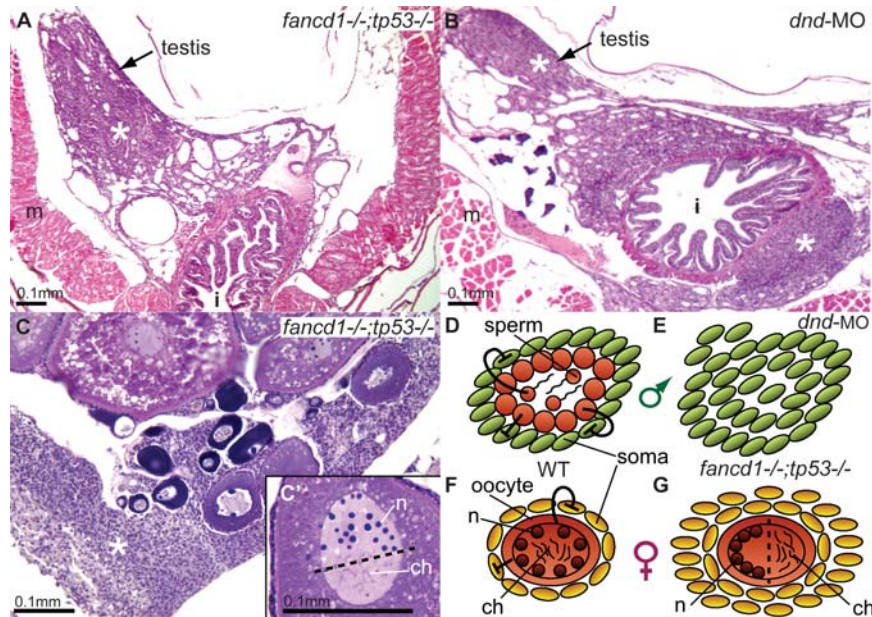 A fancd1-/-;tp53-/-
testis
*
m
i
0.1mm
B dnd-MO
testis
*
m
i
*
0.1mm
C fancd1-/-;tp53-/-
*
0.1mm
C'
n
ch
0.1mm
D sperm
♂
E dnd-MO
WT
soma
fancd1-/-;tp53-/-
F oocyte
n
ch
♀
G
n
ch